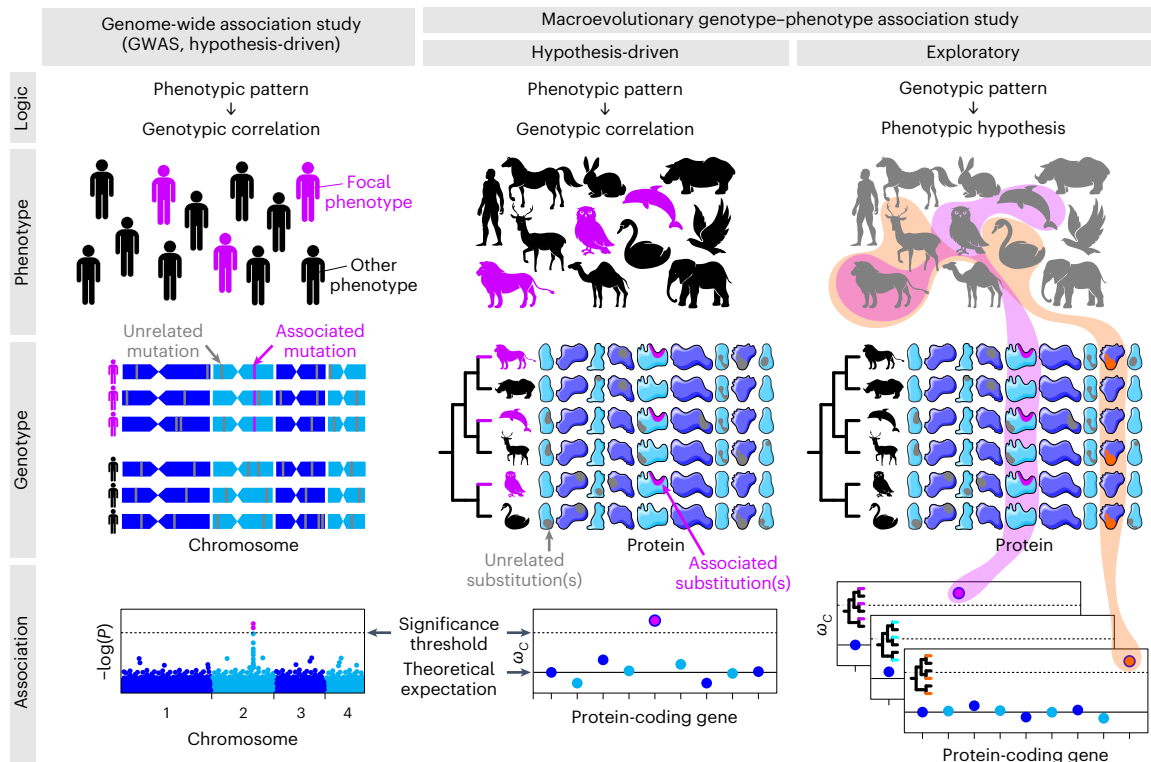 Genome-wide association study
(GWAS, hypothesis-driven)
Macroevolutionary genotype–phenotype association study
Hypothesis-driven
Exploratory
Logic
Phenotypic pattern
↓
Genotypic correlation
Phenotypic pattern
↓
Genotypic correlation
Genotypic pattern
↓
Phenotypic hypothesis
Phenotype
Focal
phenotype
Other
phenotype
Genotype
Unrelated
mutation
Associated
mutation
Chromosome
Protein
Unrelated
substitution(s)
Associated
substitution(s)
Protein
Association
−log(P)
1 2 3 4
Chromosome
Significance
threshold
Theoretical
expectation
ωC
Protein-coding gene
ωC
Protein-coding gene